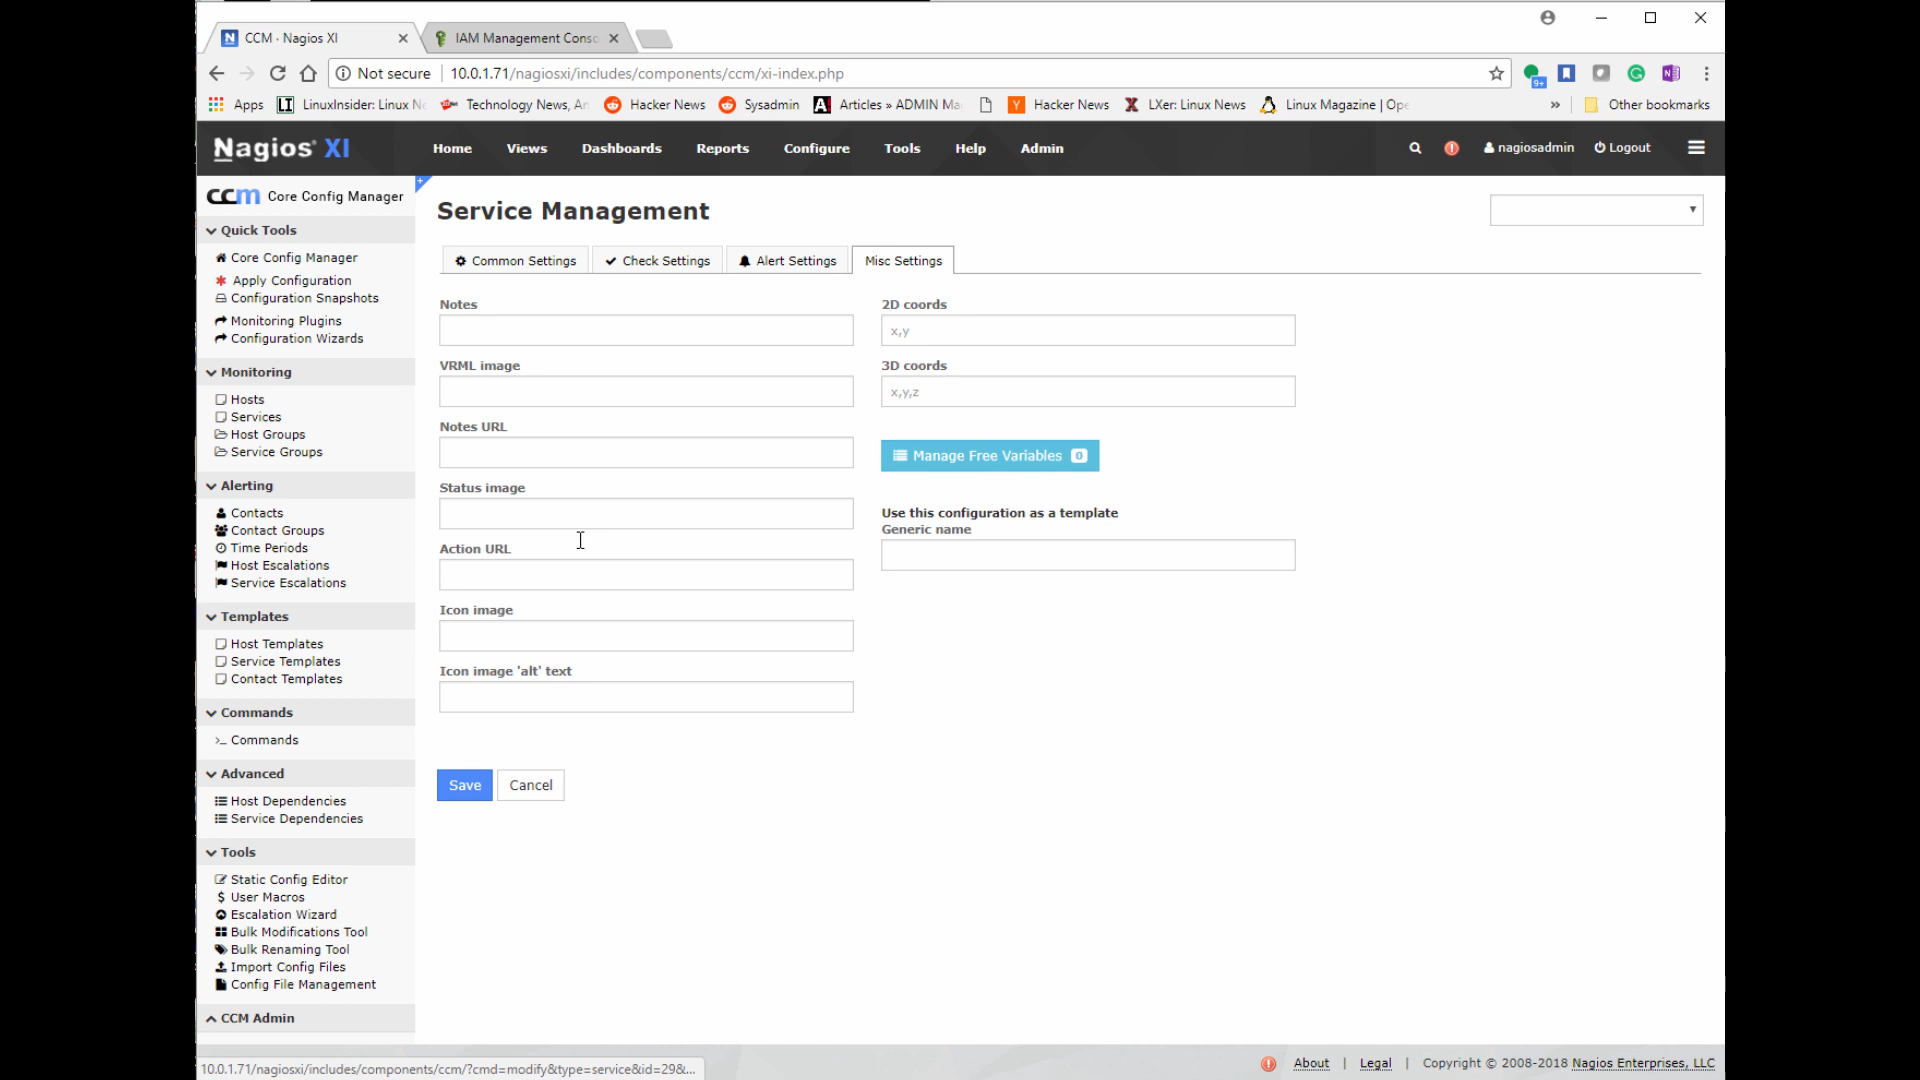 CCM · Nagios XI
IAM Management Conso
Not secure
10.0.1.71/nagiosxi/includes/components/ccm/xi-index.php
9+
Apps
LinuxInsider: Linux N
Technology News, An
Hacker News
Sysadmin
Articles » ADMIN Ma
Hacker News
LXer: Linux News
Linux Magazine | Ope
»
Other bookmarks
Nagios® XI
Home
Views
Dashboards
Reports
Configure
Tools
Help
Admin
nagiosadmin
Logout
ccm Core Config Manager
Quick Tools
Core Config Manager
Apply Configuration
Configuration Snapshots
Monitoring Plugins
Configuration Wizards
Monitoring
Hosts
Services
Host Groups
Service Groups
Alerting
Contacts
Contact Groups
Time Periods
Host Escalations
Service Escalations
Templates
Host Templates
Service Templates
Contact Templates
Commands
>_ Commands
Advanced
Host Dependencies
Service Dependencies
Tools
Static Config Editor
$ User Macros
Escalation Wizard
Bulk Modifications Tool
Bulk Renaming Tool
Import Config Files
Config File Management
CCM Admin
Service Management
Common Settings
Check Settings
Alert Settings
Misc Settings
Notes
VRML image
Notes URL
Status image
Action URL
Icon image
Icon image 'alt' text
2D coords
x,y
3D coords
x,y,z
Manage Free Variables 0
Use this configuration as a template
Generic name
Save
Cancel
10.0.1.71/nagiosxi/includes/components/ccm/?cmd=modify&type=service&id=29&...
About | Legal | Copyright © 2008-2018 Nagios Enterprises, LLC